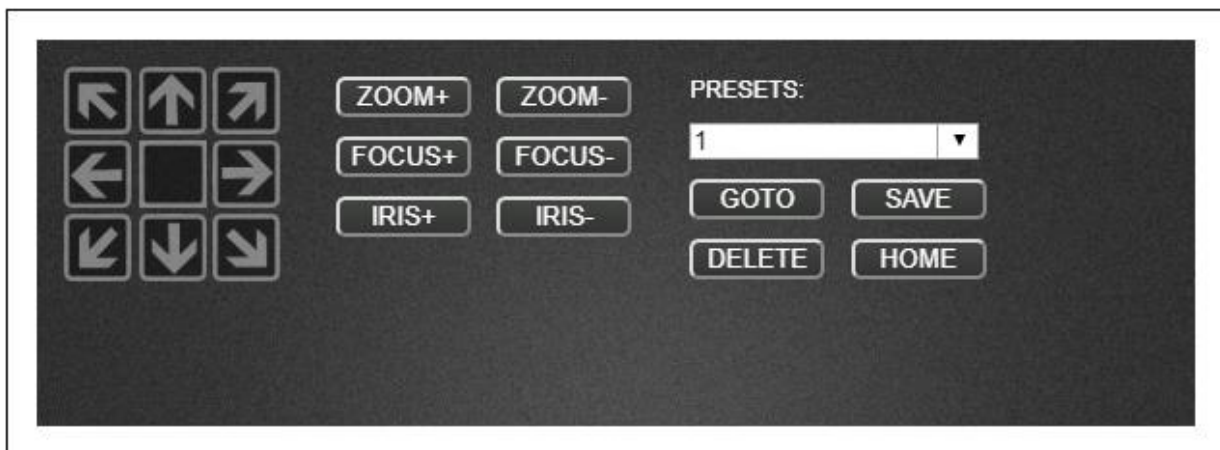 ZOOM+ ZOOM- PRESETS:
1
FOCUS+ FOCUS-
GOTO SAVE
IRIS+ IRIS-
DELETE HOME